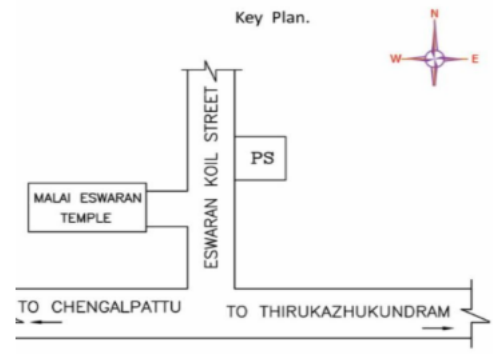 Key Plan.
N
W
E
ESWARAN KOIL STREET
PS
MALAI ESWARAN
TEMPLE
TO CHENGALPATTU
TO THIRUKAZHUKUNDRAM